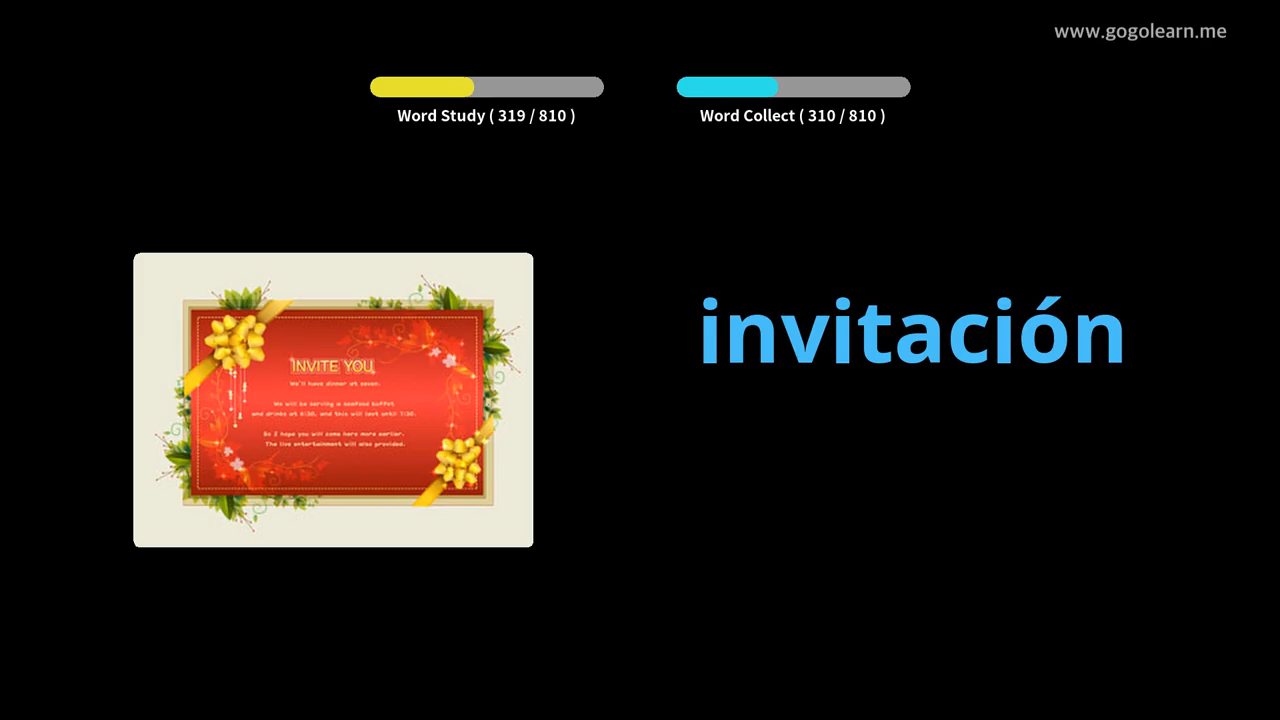 www.gogolearn.me
Word Study ( 319 / 810 )
Word Collect ( 310 / 810 )
invitación
INVITE YOU
We'll have dinner at seven.
We will be serving a seafood buffet
and drinks at 6:30, and this will last until 7:30.
So I hope you will come here more earlier.
The live entertainment will also provided.